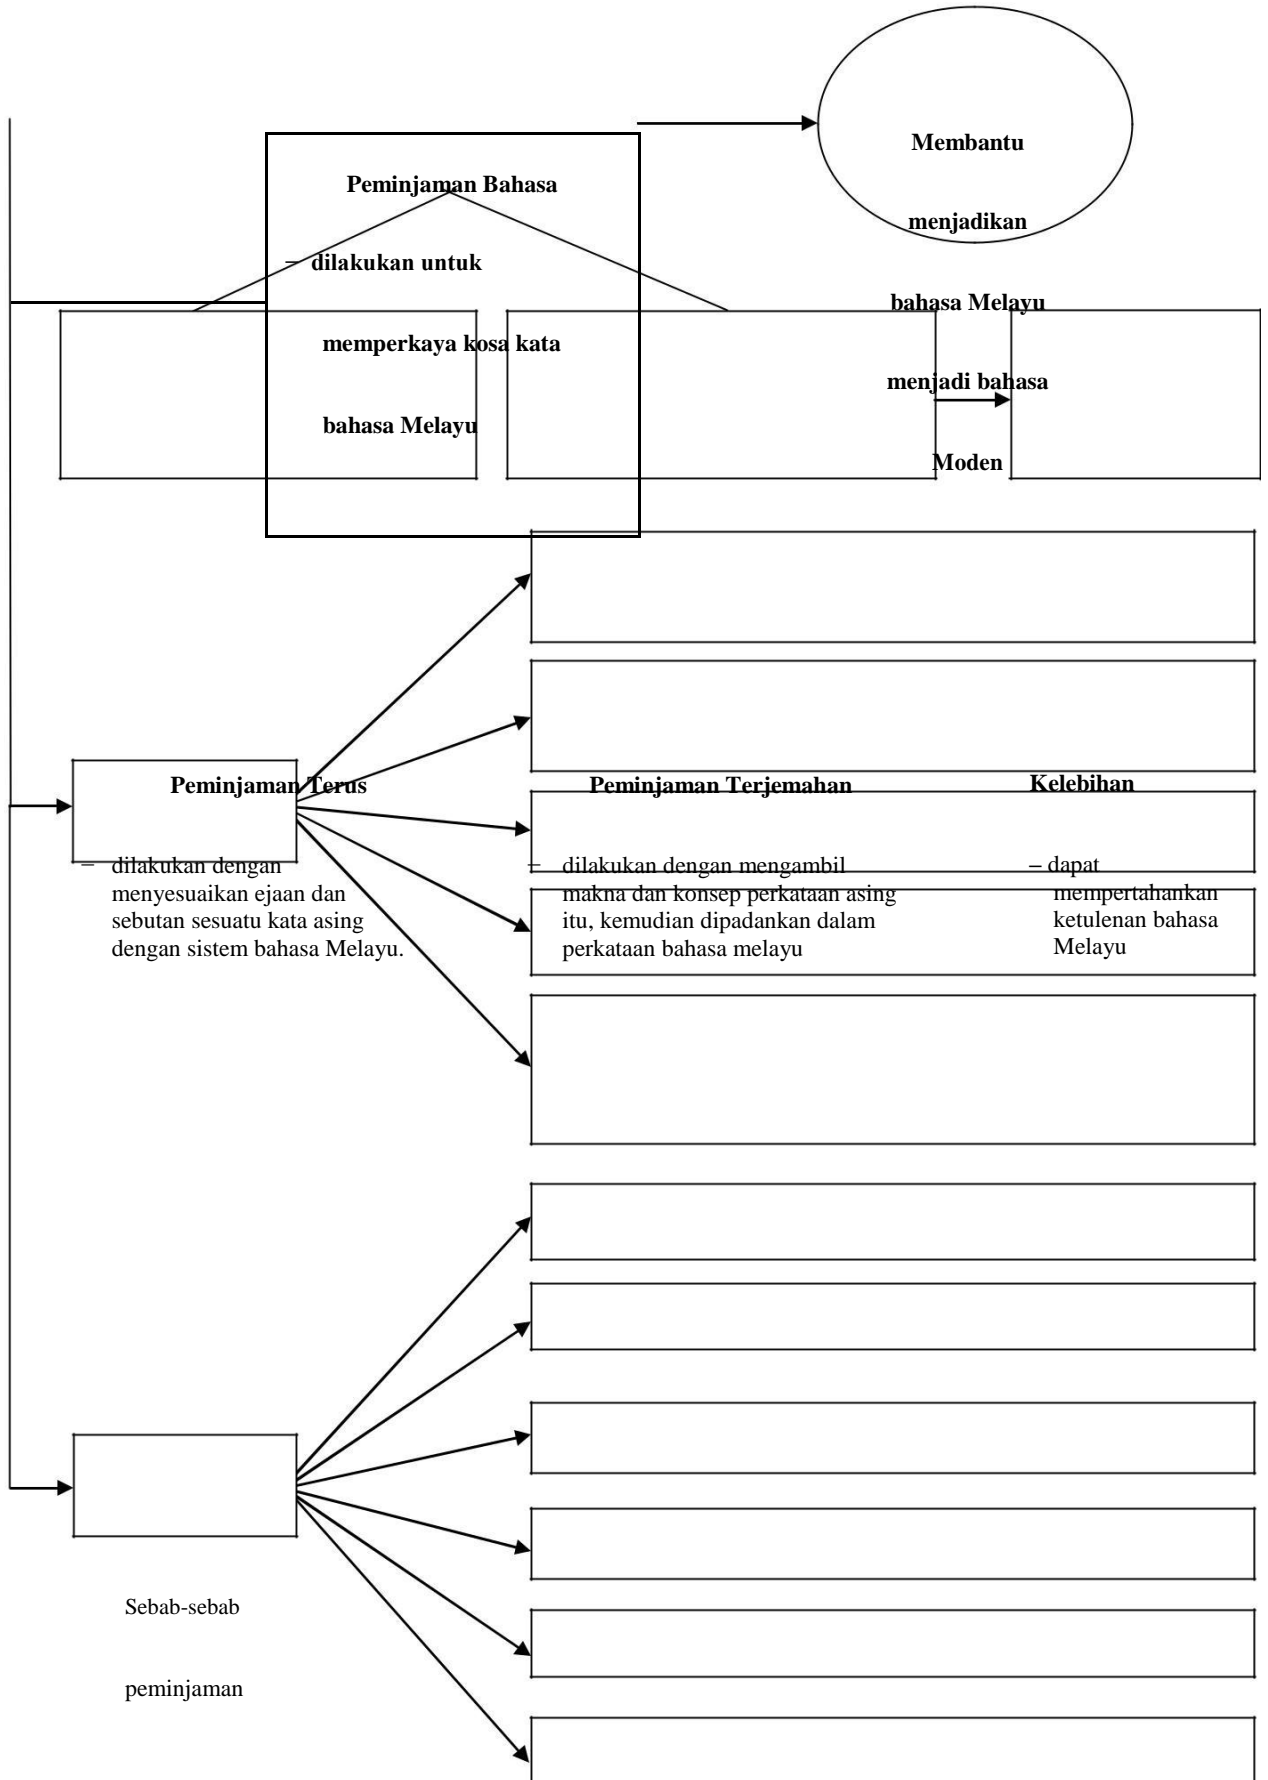 Membantu
menjadikan
bahasa Melayu
menjadi bahasa
Moden
Peminjaman Bahasa
– dilakukan untuk
memperkaya kosa kata
bahasa Melayu
Peminjaman Terus
– dilakukan dengan
menyesuaikan ejaan dan
sebutan sesuatu kata asing
dengan sistem bahasa Melayu.
Peminjaman Terjemahan
– dilakukan dengan mengambil
makna dan konsep perkataan asing
itu, kemudian dipadankan dalam
perkataan bahasa melayu
Kelebihan
– dapat
mempertahankan
ketulenan bahasa
Melayu
Sebab-sebab
peminjaman